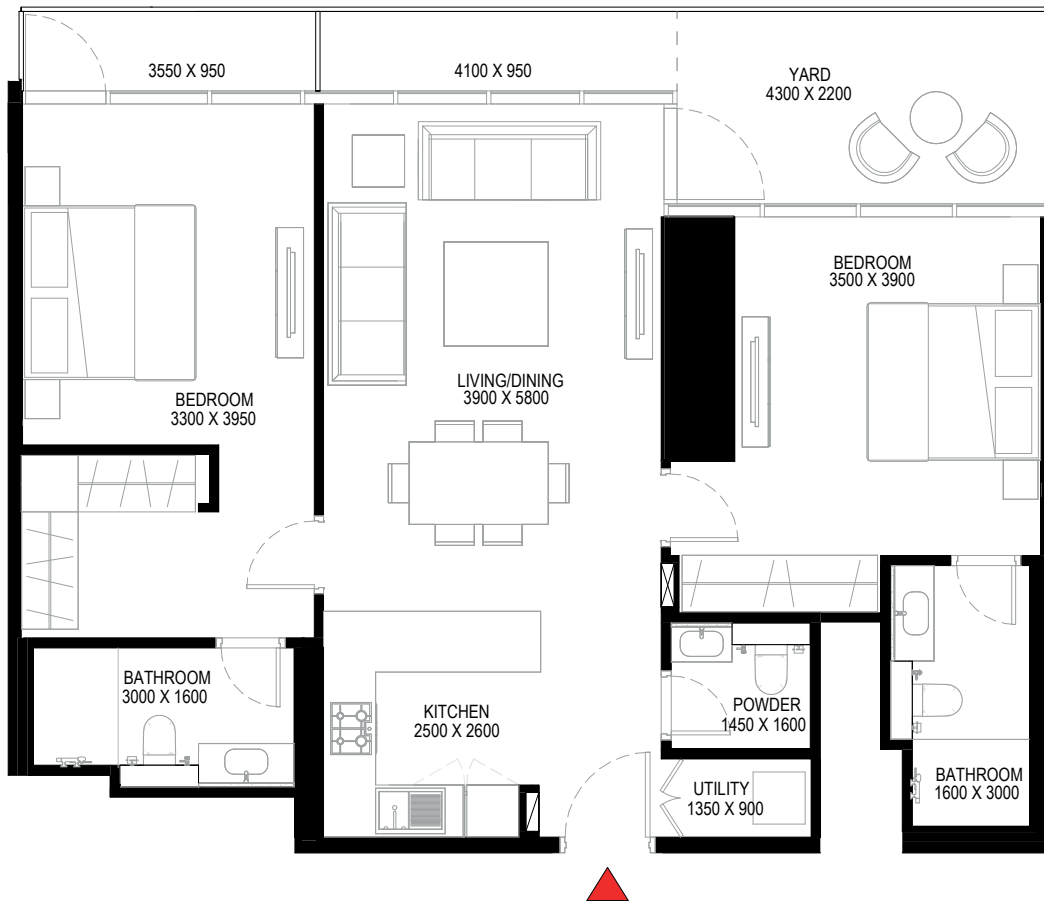 3550 X 950
4100 X 950
YARD
4300 X 2200
BEDROOM
3500 X 3900
LIVING/DINING
3900 X 5800
BEDROOM
3300 X 3950
BATHROOM
3000 X 1600
KITCHEN
2500 X 2600
POWDER
1450 X 1600
UTILITY
1350 X 900
BATHROOM
1600 X 3000